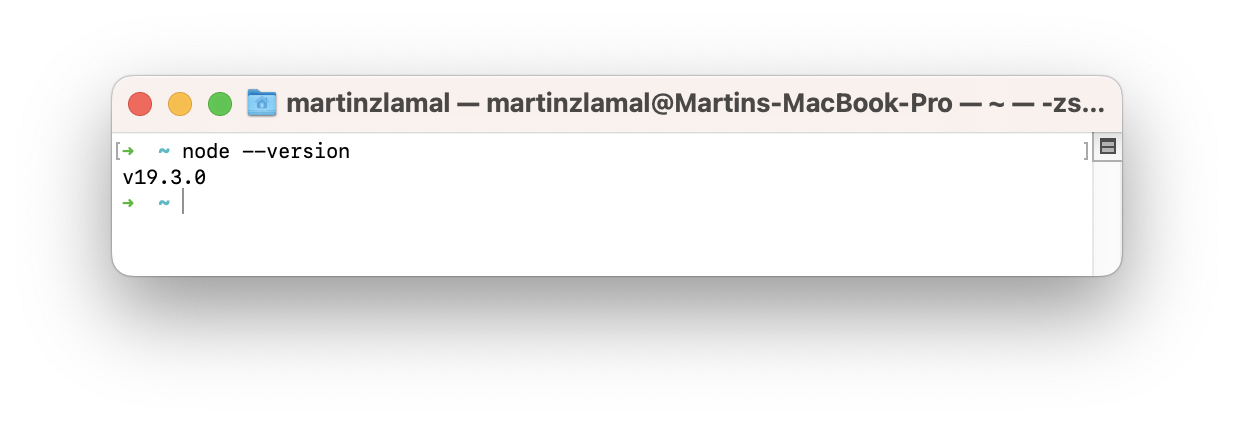 martinzlamal — martinzlamal@Martins-MacBook-Pro — ~ — -zs...
[➜  ~ node --version ]
v19.3.0
➜  ~